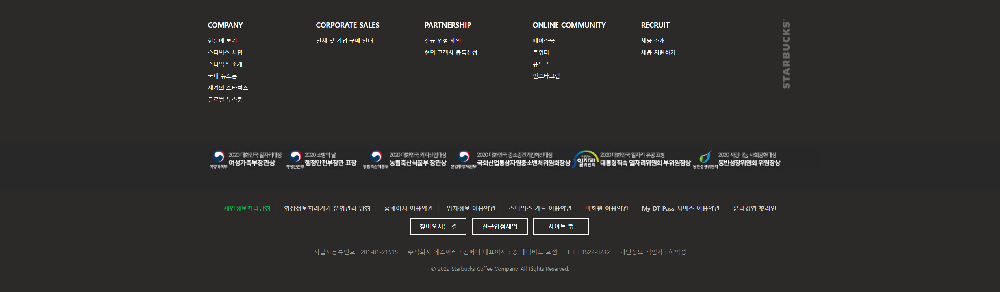 COMPANY
한눈에 보기
스타벅스 사명
스타벅스 소개
국내 뉴스룸
세계의 스타벅스
글로벌 뉴스룸
CORPORATE SALES
단체 및 기업 구매 안내
PARTNERSHIP
신규 입점 제의
협력 고객사 등록신청
ONLINE COMMUNITY
페이스북
트위터
유튜브
인스타그램
RECRUIT
채용 소개
채용 지원하기
STARBUCKS®
여성가족부
2020 대한민국 일자리대상
여성가족부장관상
행정안전부
2020 소방의 날
행정안전부장관 표창
농림축산식품부
2020 대한민국 커피산업대상
농림축산식품부 장관상
산업통상자원부
2020 대한민국 중소중견기업혁신대상
국회산업통상자원중소벤처위원회장상
대통령직속
일자리
위원회
2020 대한민국 일자리 유공 표창
대통령직속 일자리위원회 부위원장상
동반성장위원회
2020 사랑나눔 사회공헌대상
동반성장위원회 위원장상
개인정보처리방침 영상정보처리기기 운영관리 방침 홈페이지 이용약관 위치정보 이용약관 스타벅스 카드 이용약관 비회원 이용약관 My DT Pass 서비스 이용약관 윤리경영 핫라인
찾아오시는 길 신규입점제의 사이트 맵
사업자등록번호 : 201-81-21515 주식회사 에스씨케이컴퍼니 대표이사 : 송 데이비드 호섭 TEL : 1522-3232 개인정보 책임자 : 하익성
© 2022 Starbucks Coffee Company. All Rights Reserved.